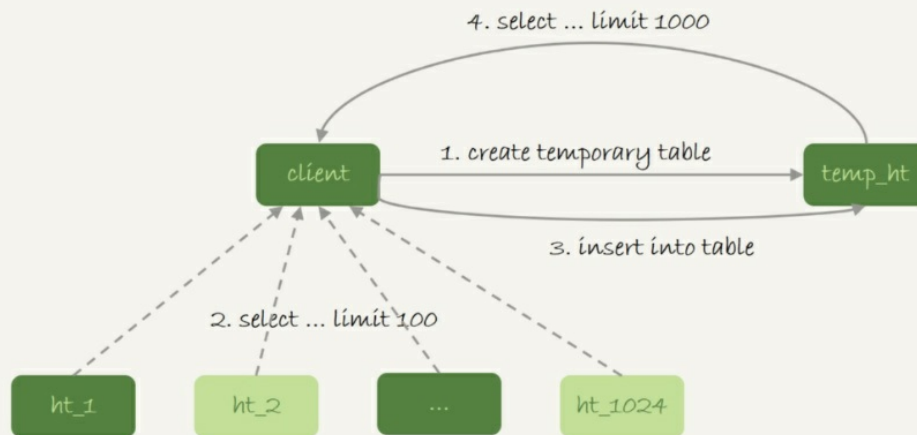 4. select ... limit 1000
1. create temporary table
client
temp_ht
3. insert into table
2. select ... limit 100
ht_1
ht_2
...
ht_1024